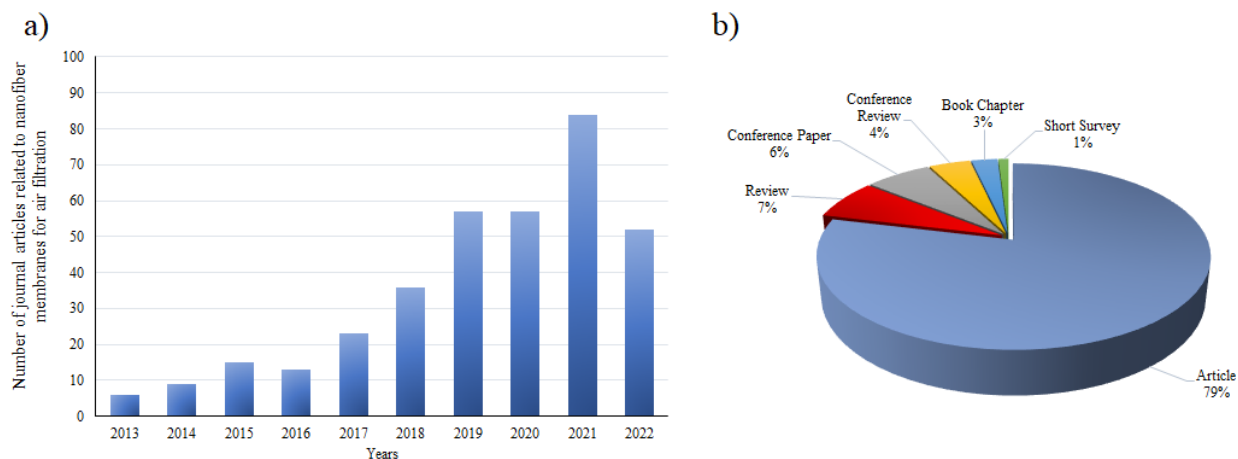 a)
Number of journal articles related to nanofiber
membranes for air filtration
100
90
80
70
60
50
40
30
20
10
0
2013 2014 2015 2016 2017 2018 2019 2020 2021 2022
Years
b)
Conference
Review
4%
Book Chapter
3%
Short Survey
1%
Conference Paper
6%
Review
7%
Article
79%